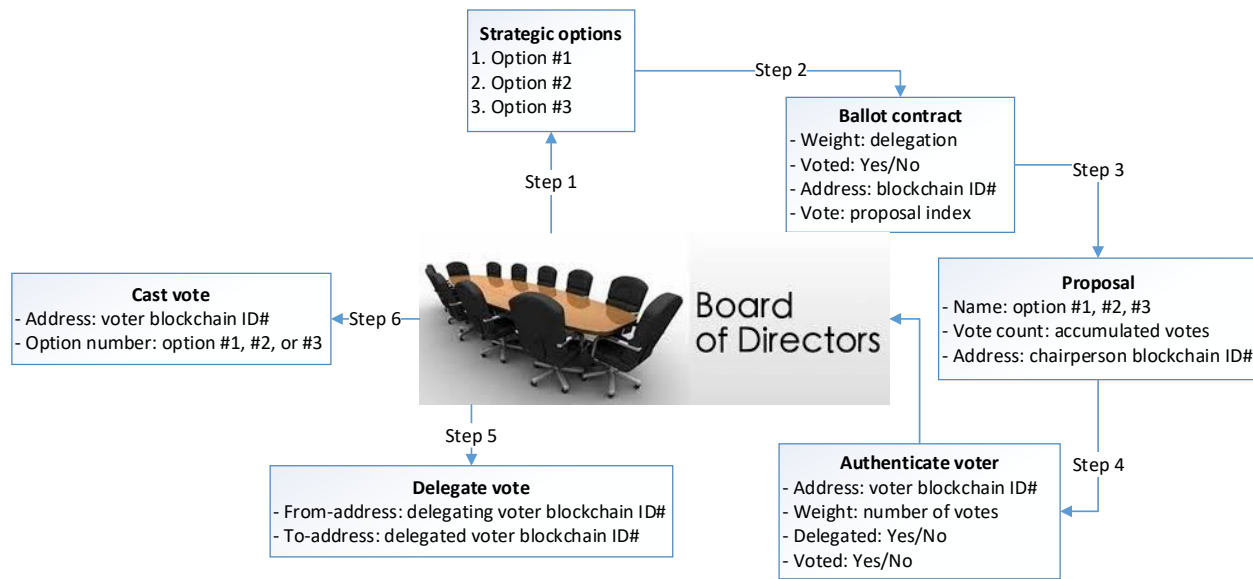 Strategic options
1. Option #1
2. Option #2
3. Option #3
Step 2
Ballot contract
- Weight: delegation
- Voted: Yes/No
- Address: blockchain ID#
- Vote: proposal index
Step 1
Step 3
Board
of Directors
Proposal
- Name: option #1, #2, #3
- Vote count: accumulated votes
- Address: chairperson blockchain ID#
Cast vote
- Address: voter blockchain ID#
- Option number: option #1, #2, or #3
Step 6
Step 5
Step 4
Authenticate voter
- Address: voter blockchain ID#
- Weight: number of votes
- Delegated: Yes/No
- Voted: Yes/No
Delegate vote
- From-address: delegating voter blockchain ID#
- To-address: delegated voter blockchain ID#